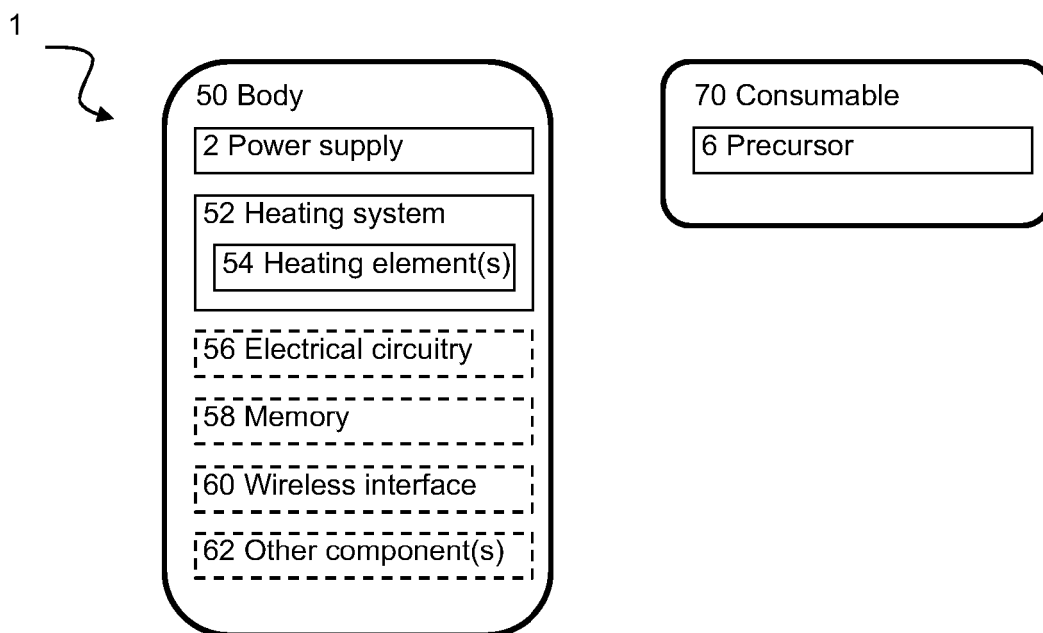 1
50 Body
2 Power supply
52 Heating system
54 Heating element(s)
56 Electrical circuitry
58 Memory
60 Wireless interface
62 Other component(s)
70 Consumable
6 Precursor